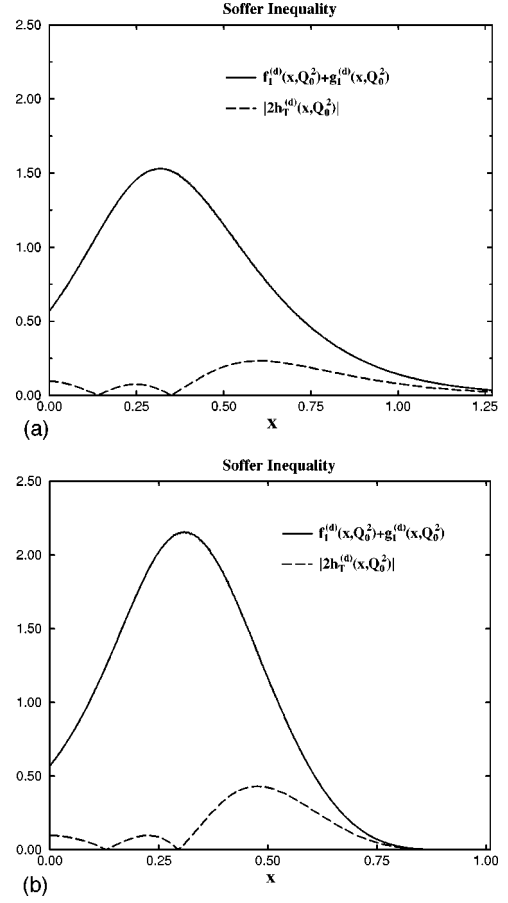 Soffer Inequality
2.50
f₁⁽ᵈ⁾(x,Q₀²)+g₁⁽ᵈ⁾(x,Q₀²)
|2h_T⁽ᵈ⁾(x,Q₀²)|
2.00
1.50
1.00
0.50
0.00
0.00 0.25 0.50 0.75 1.00 1.25
x
(a)
Soffer Inequality
2.50
f₁⁽ᵈ⁾(x,Q₀²)+g₁⁽ᵈ⁾(x,Q₀²)
|2h_T⁽ᵈ⁾(x,Q₀²)|
2.00
1.50
1.00
0.50
0.00
0.00 0.25 0.50 0.75 1.00
x
(b)